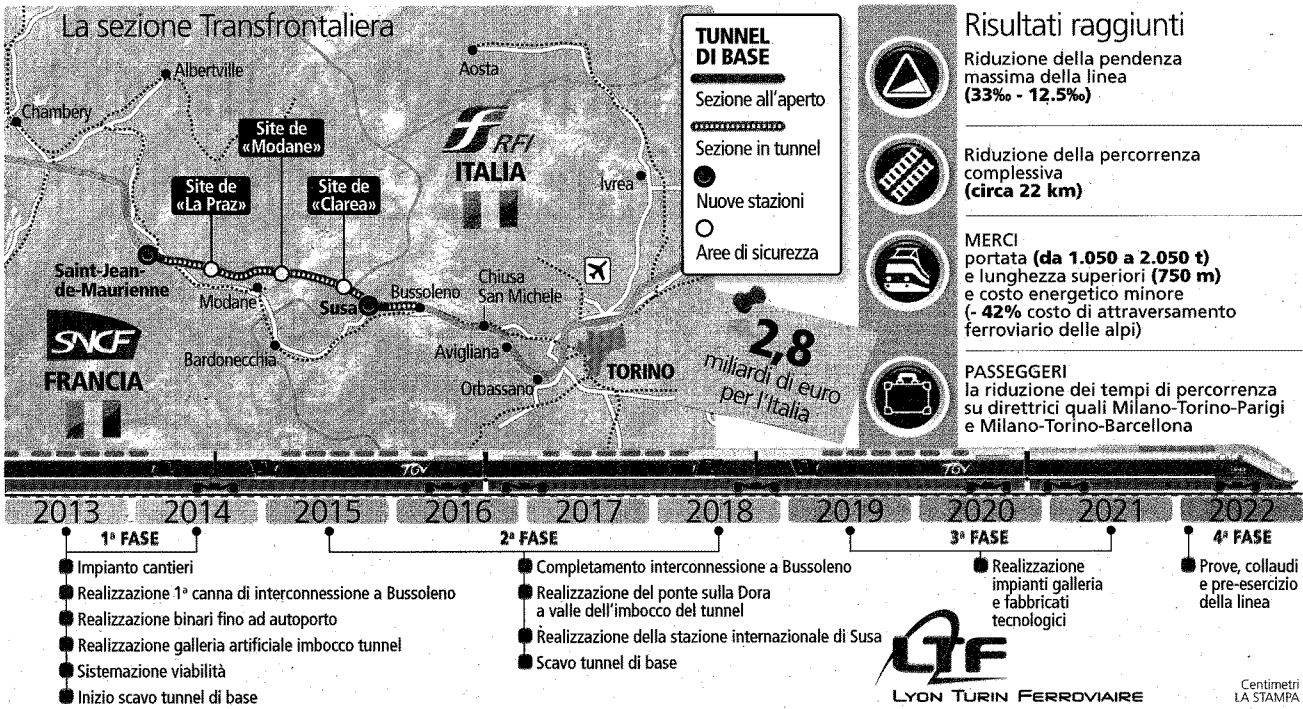 La sezione Transfrontaliera
Albertville
Chambery
Aosta
Site de
«Modane»
RFI
ITALIA
Site de
«La Praz»
Site de
«Clarea»
Ivrea
Saint-Jean-
de-Maurienne
Modane
Susa
Bussoleno
Chiusa
San Michele
SNCF
FRANCIA
Bardonecchia
Avigliana
Orbassano
TORINO
TUNNEL
DI BASE
Sezione all'aperto
Sezione in tunnel
Nuove stazioni
Aree di sicurezza
2,8
miliardi di euro
per l'Italia
Risultati raggiunti
Riduzione della pendenza
massima della linea
(33‰ - 12.5‰)
Riduzione della percorrenza
complessiva
(circa 22 km)
MERCI
portata (da 1.050 a 2.050 t)
e lunghezza superiori (750 m)
e costo energetico minore
(- 42% costo di attraversamento
ferroviario delle alpi)
PASSEGGERI
la riduzione dei tempi di percorrenza
su direttrici quali Milano-Torino-Parigi
e Milano-Torino-Barcellona
TGV
TGV
2013 2014 2015 2016 2017 2018 2019 2020 2021 2022
1ª FASE
Impianto cantieri
Realizzazione 1ª canna di interconnessione a Bussoleno
Realizzazione binari fino ad autoporto
Realizzazione galleria artificiale imbocco tunnel
Sistemazione viabilità
Inizio scavo tunnel di base
2ª FASE
Completamento interconnessione a Bussoleno
Realizzazione del ponte sulla Dora
a valle dell'imbocco del tunnel
Realizzazione della stazione internazionale di Susa
Scavo tunnel di base
3ª FASE
Realizzazione
impianti galleria
e fabbricati
tecnologici
4ª FASE
Prove, collaudi
e pre-esercizio
della linea
LTF
LYON TURIN FERROVIAIRE
Centimetri
LA STAMPA